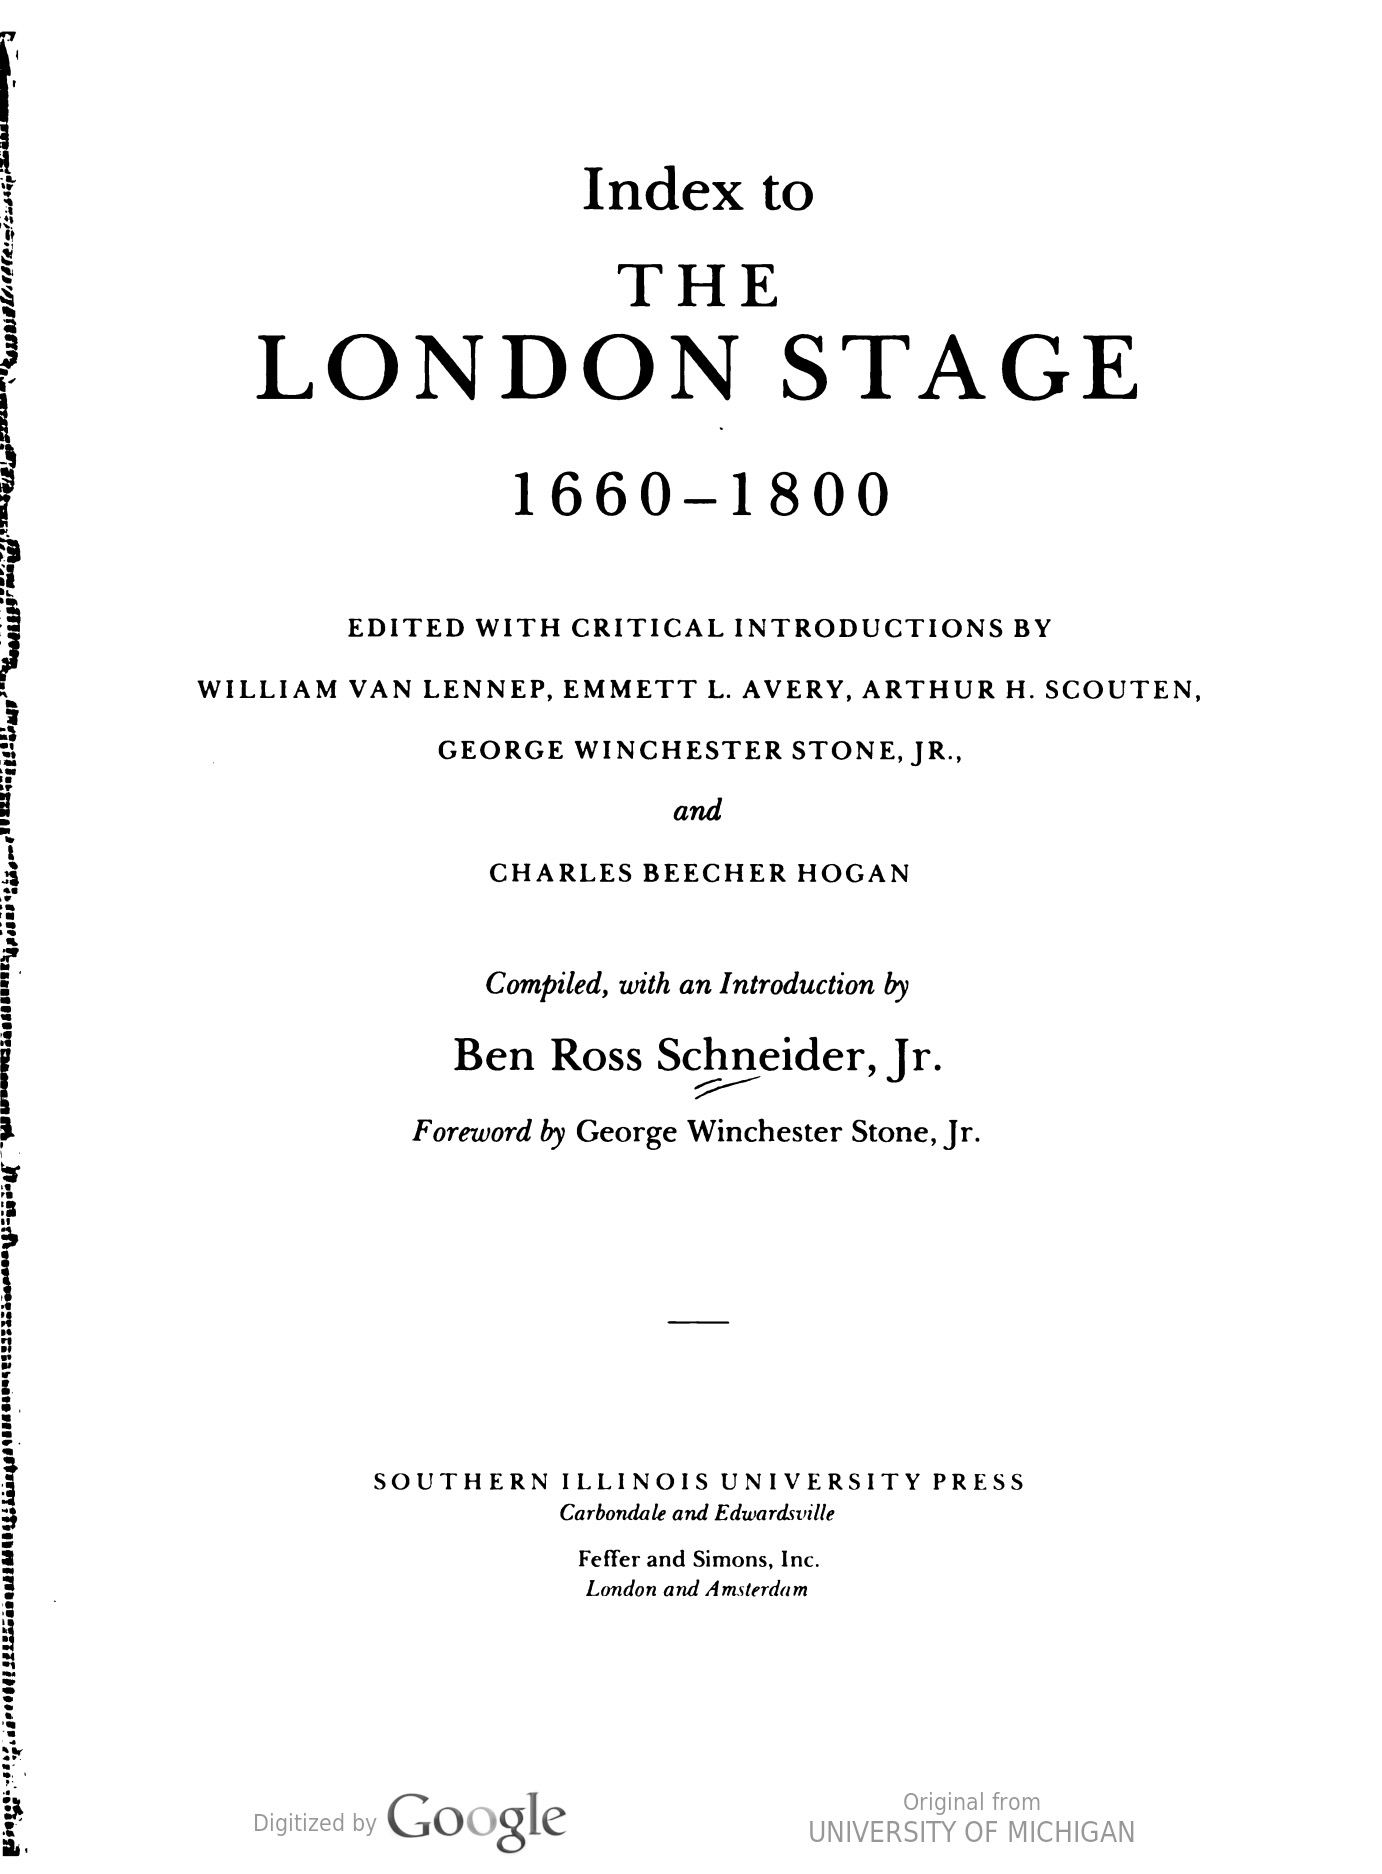 Index to
THE
LONDON STAGE
1660–1800
EDITED WITH CRITICAL INTRODUCTIONS BY
WILLIAM VAN LENNEP, EMMETT L. AVERY, ARTHUR H. SCOUTEN,
GEORGE WINCHESTER STONE, JR.,
and
CHARLES BEECHER HOGAN
Compiled, with an Introduction by
Ben Ross Schneider, Jr.
Foreword by George Winchester Stone, Jr.
SOUTHERN ILLINOIS UNIVERSITY PRESS
Carbondale and Edwardsville
Feffer and Simons, Inc.
London and Amsterdam
Digitized by Google
Original from
UNIVERSITY OF MICHIGAN